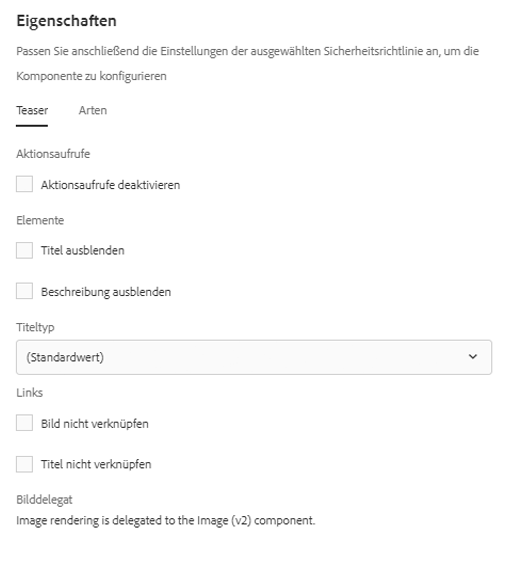 Eigenschaften
Passen Sie anschließend die Einstellungen der ausgewählten Sicherheitsrichtlinie an, um die
Komponente zu konfigurieren
Teaser Arten
Aktionsaufrufe
Aktionsaufrufe deaktivieren
Elemente
Titel ausblenden
Beschreibung ausblenden
Titeltyp
(Standardwert)
Links
Bild nicht verknüpfen
Titel nicht verknüpfen
Bilddelegat
Image rendering is delegated to the Image (v2) component.